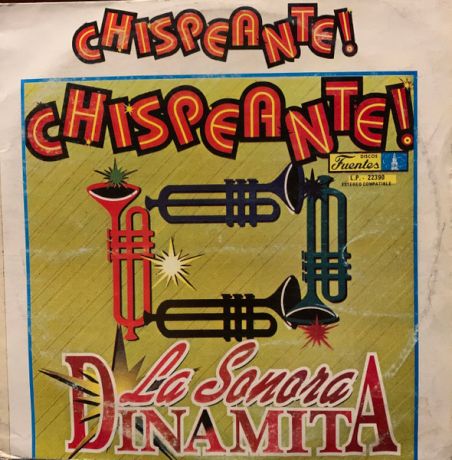 CHISPEANTE!
CHISPEANTE!
DISCOS
Fuentes
L.P. - 22390
ESTEREO COMPATIBLE
La Sonora
DINAMITA